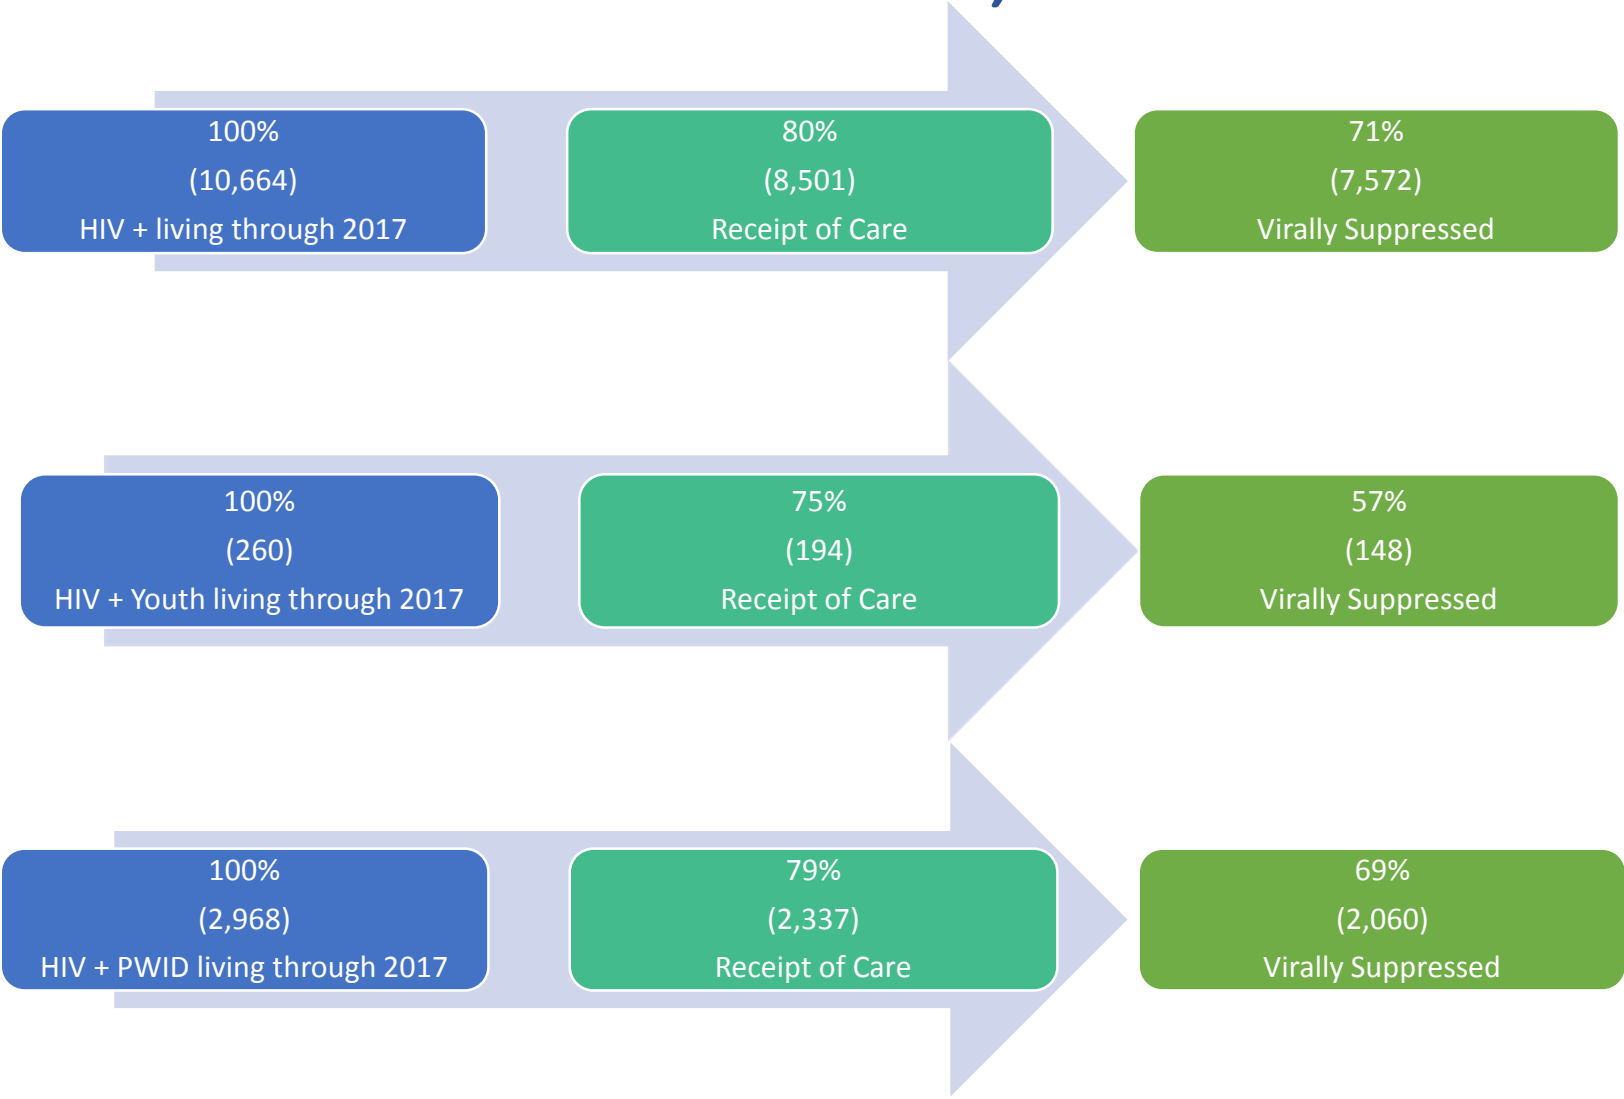 100%
(10,664)
HIV + living through 2017
80%
(8,501)
Receipt of Care
71%
(7,572)
Virally Suppressed
100%
(260)
HIV + Youth living through 2017
75%
(194)
Receipt of Care
57%
(148)
Virally Suppressed
100%
(2,968)
HIV + PWID living through 2017
79%
(2,337)
Receipt of Care
69%
(2,060)
Virally Suppressed